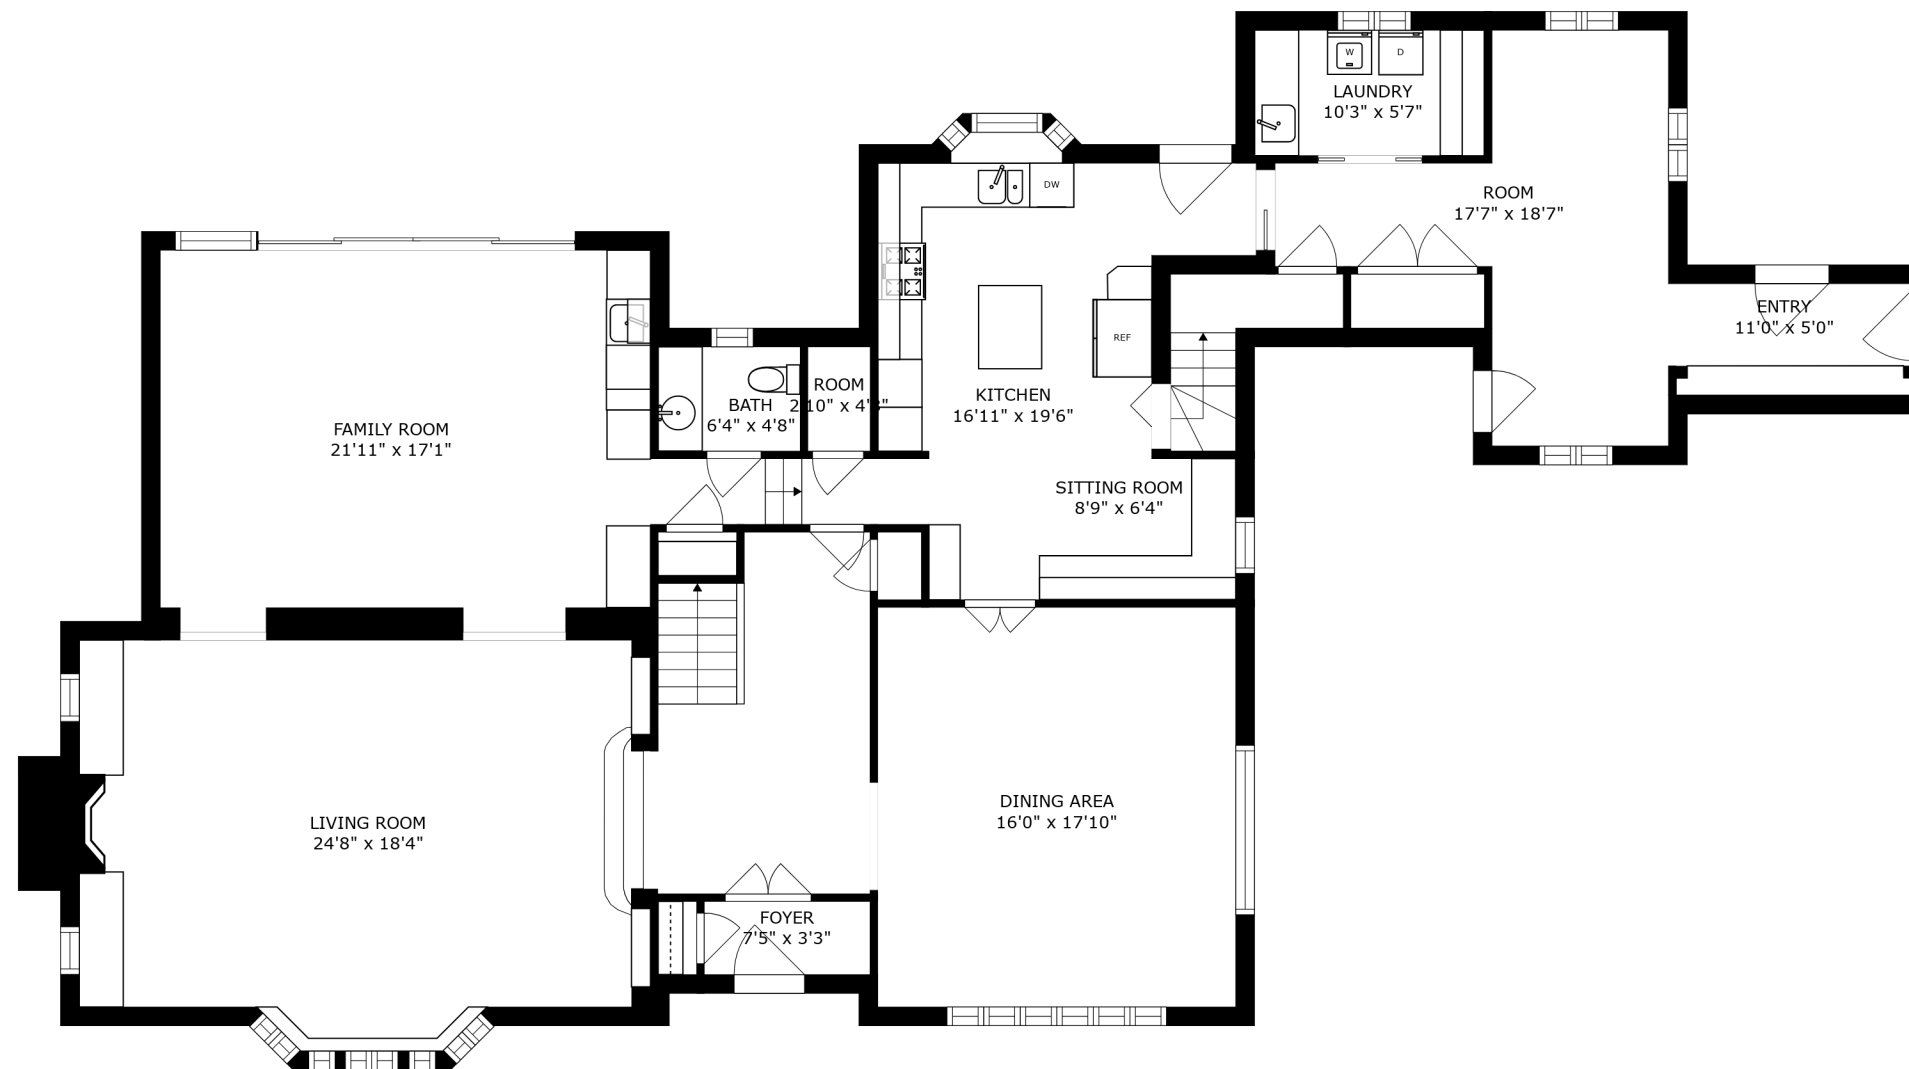 W
D
LAUNDRY
10'3" x 5'7"
DW
ROOM
17'7" x 18'7"
ENTRY
11'0" x 5'0"
REF
KITCHEN
16'11" x 19'6"
ROOM
BATH
6'4" x 4'8"
FAMILY ROOM
21'11" x 17'1"
SITTING ROOM
8'9" x 6'4"
DINING AREA
16'0" x 17'10"
LIVING ROOM
24'8" x 18'4"
FOYER
7'5" x 3'3"